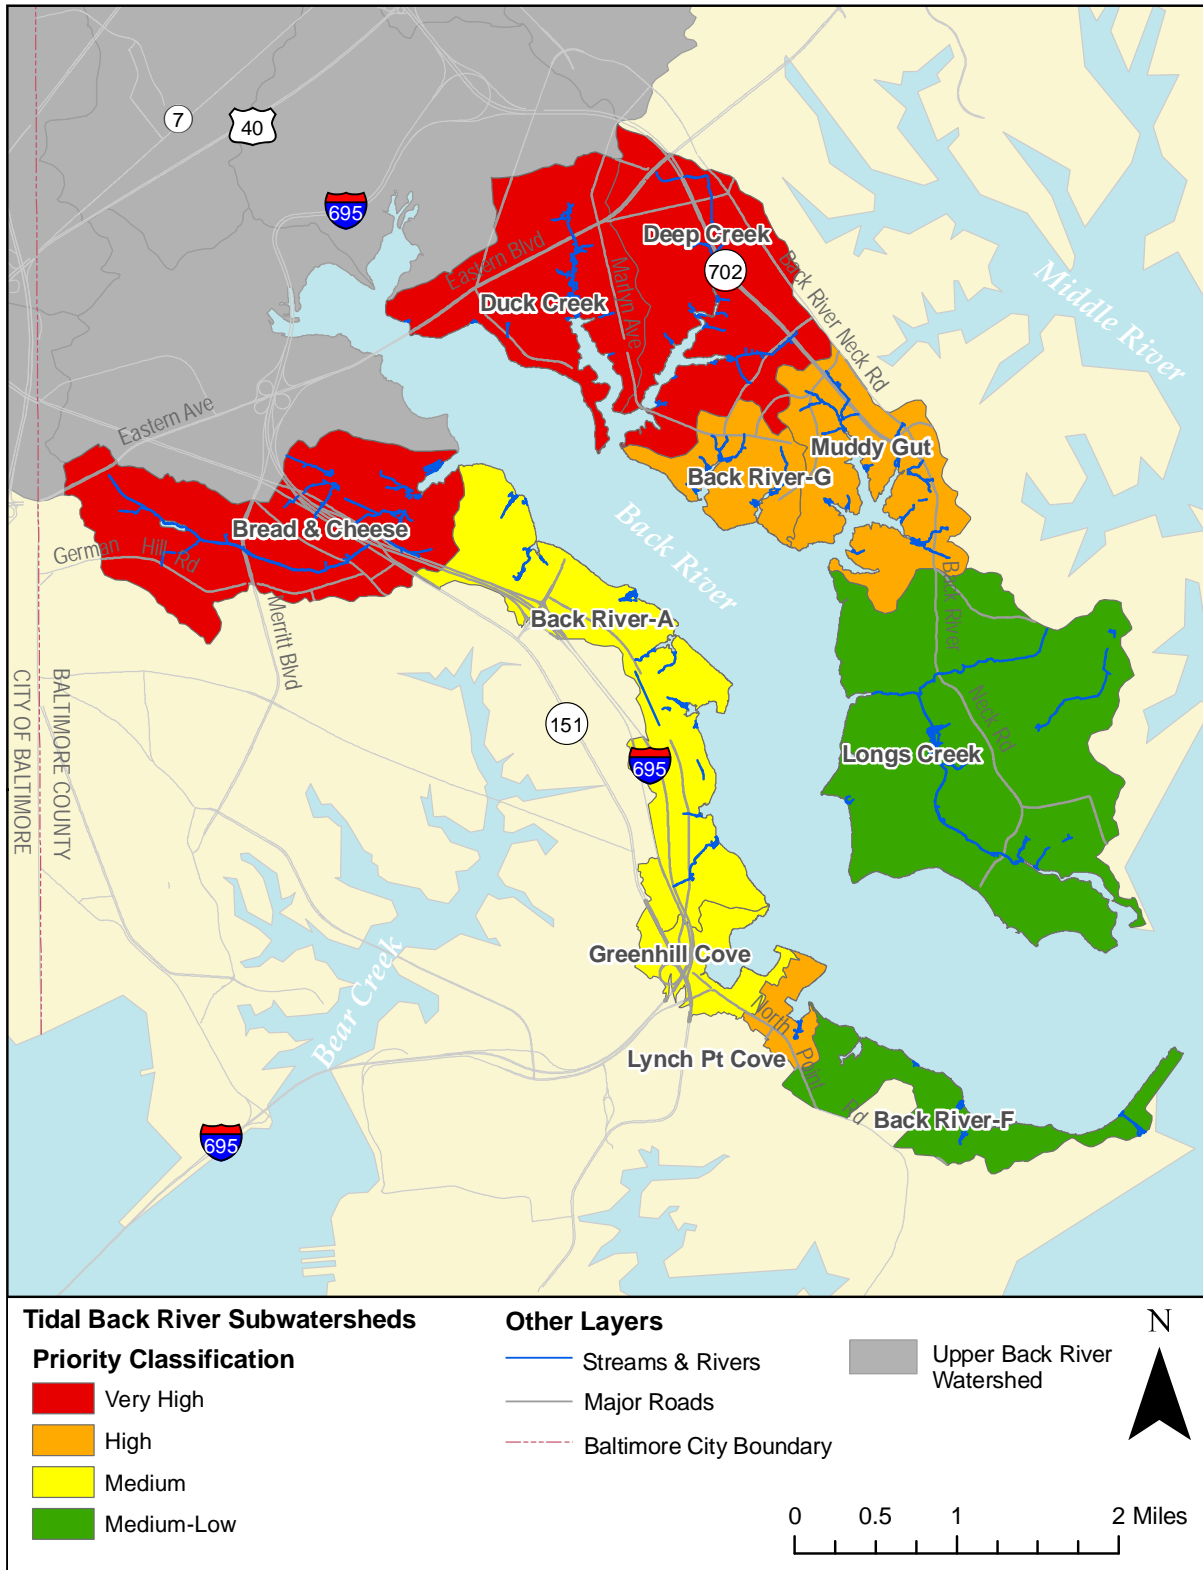 7
40
695
Deep Creek
702
Eastern Blvd
Duck Creek
Marlyn Ave
Back River Neck Rd
Middle River
Eastern Ave
Muddy Gut
Back River-G
Bread & Cheese
German Hill Rd
Back River
Merritt Blvd
Back River-A
Back River Neck Rd
BALTIMORE COUNTY
CITY OF BALTIMORE
151
695
Longs Creek
Greenhill Cove
Bear Creek
North Point Rd
Lynch Pt Cove
Back River-F
695
Tidal Back River Subwatersheds
Priority Classification
Very High
High
Medium
Medium-Low
Other Layers
Streams & Rivers
Major Roads
Baltimore City Boundary
Upper Back River
Watershed
N
0 0.5 1 2 Miles